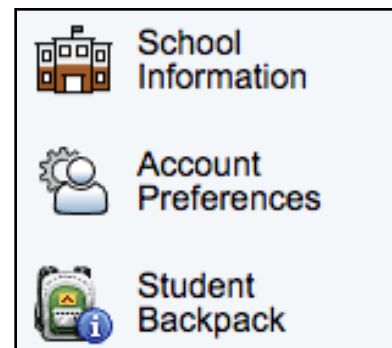 School
Information
Account
Preferences
Student
Backpack